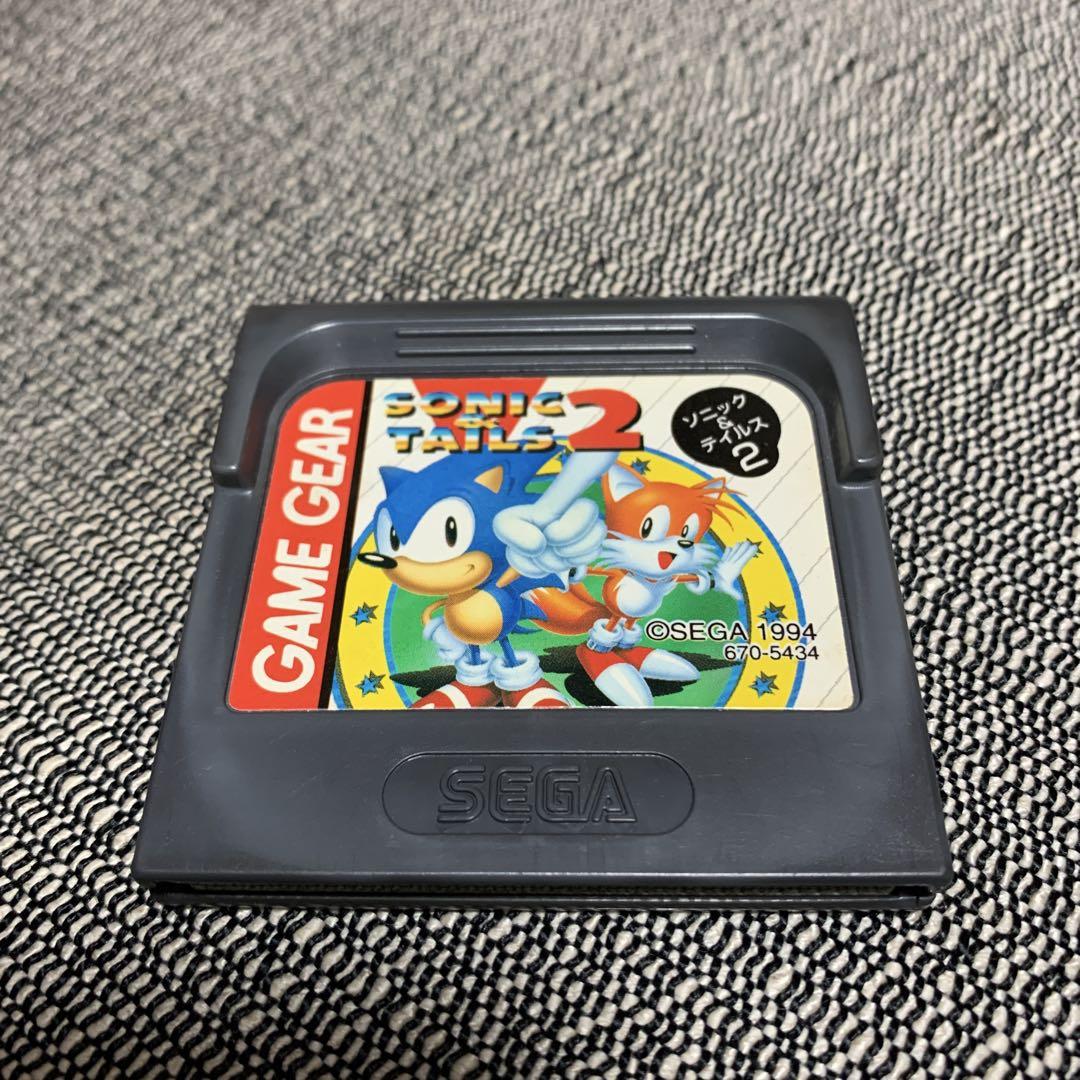 GAME GEAR
SONIC
&
TAILS 2
ソニック
&
テイルス
2
©SEGA 1994
670-5434
SEGA